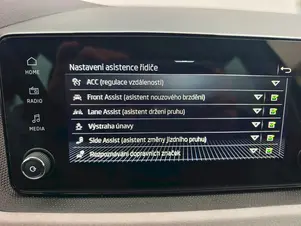 Nastavení asistence řidiče
HOME
RADIO
MEDIA
ACC (regulace vzdálenosti)
Front Assist (asistent nouzového brzdění)
Lane Assist (asistent držení pruhu)
Výstraha únavy
Side Assist (asistent změny jízdního pruhu)
Rozpoznávání dopravních značek